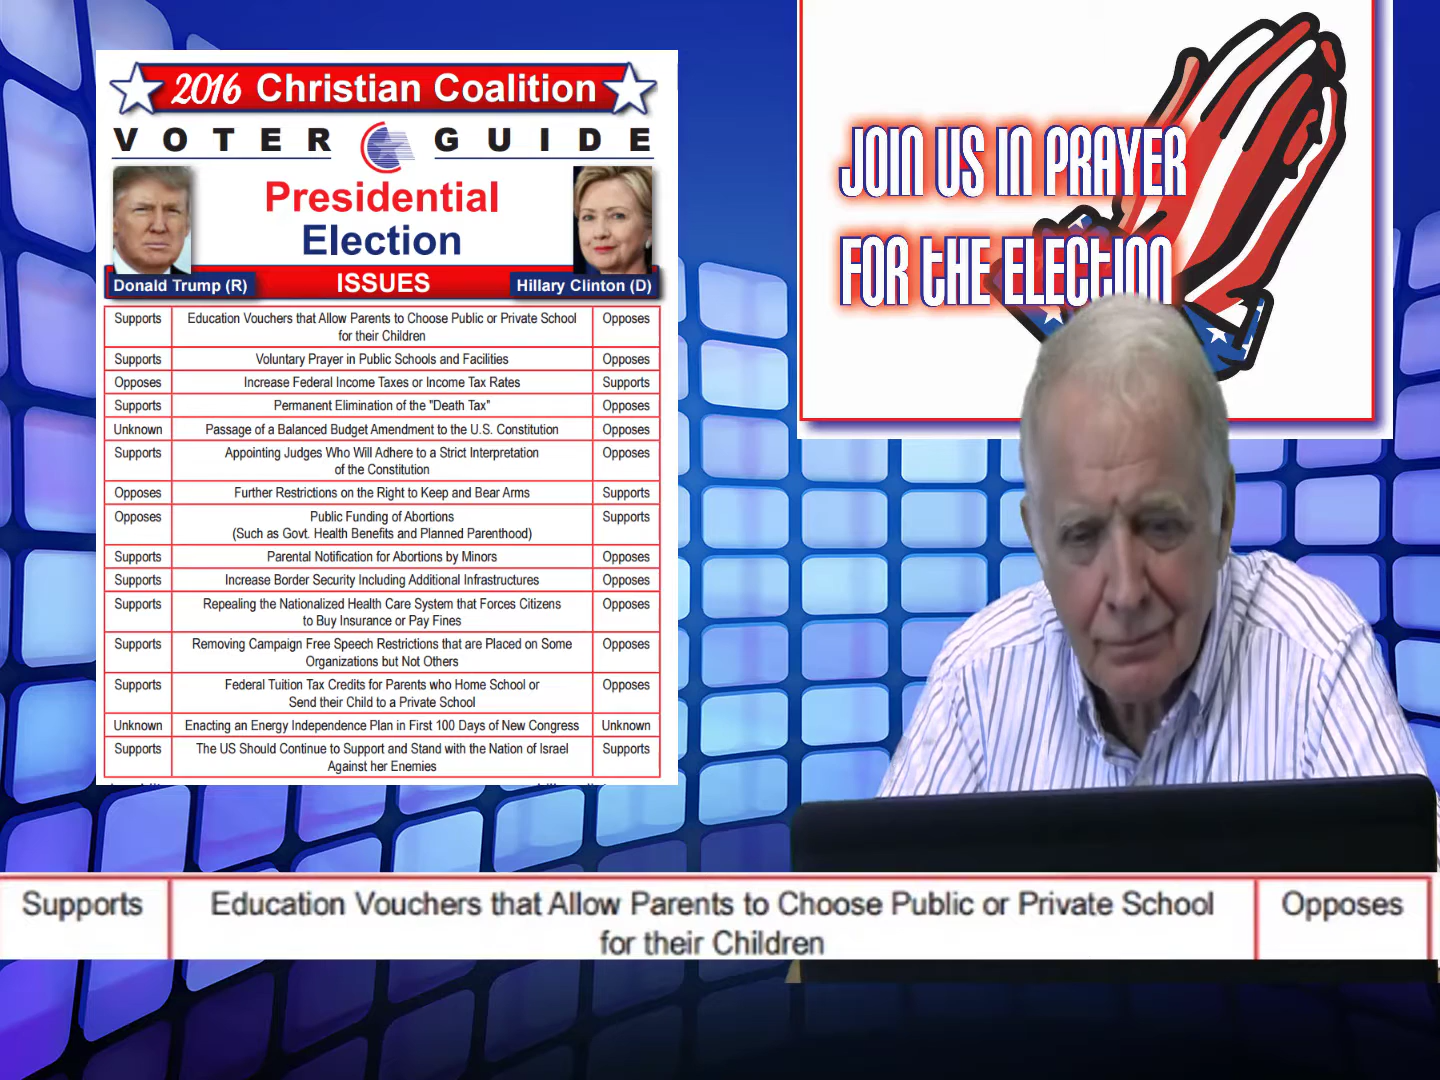 2016 Christian Coalition
VOTER GUIDE
Presidential
Election
Donald Trump (R) ISSUES Hillary Clinton (D)
Supports Education Vouchers that Allow Parents to Choose Public or Private School Opposes
for their Children
Supports Voluntary Prayer in Public Schools and Facilities Opposes
Opposes Increase Federal Income Taxes or Income Tax Rates Supports
Supports Permanent Elimination of the "Death Tax" Opposes
Unknown Passage of a Balanced Budget Amendment to the U.S. Constitution Opposes
Supports Appointing Judges Who Will Adhere to a Strict Interpretation Opposes
of the Constitution
Opposes Further Restrictions on the Right to Keep and Bear Arms Supports
Opposes Public Funding of Abortions Supports
(Such as Govt. Health Benefits and Planned Parenthood)
Supports Parental Notification for Abortions by Minors Opposes
Supports Increase Border Security Including Additional Infrastructures Opposes
Supports Repealing the Nationalized Health Care System that Forces Citizens Opposes
to Buy Insurance or Pay Fines
Supports Removing Campaign Free Speech Restrictions that are Placed on Some Opposes
Organizations but Not Others
Supports Federal Tuition Tax Credits for Parents who Home School or Opposes
Send their Child to a Private School
Unknown Enacting an Energy Independence Plan in First 100 Days of New Congress Unknown
Supports The US Should Continue to Support and Stand with the Nation of Israel Supports
Against her Enemies
JOIN US IN PRAYER
FOR THE ELECTION
Supports Education Vouchers that Allow Parents to Choose Public or Private School Opposes
for their Children